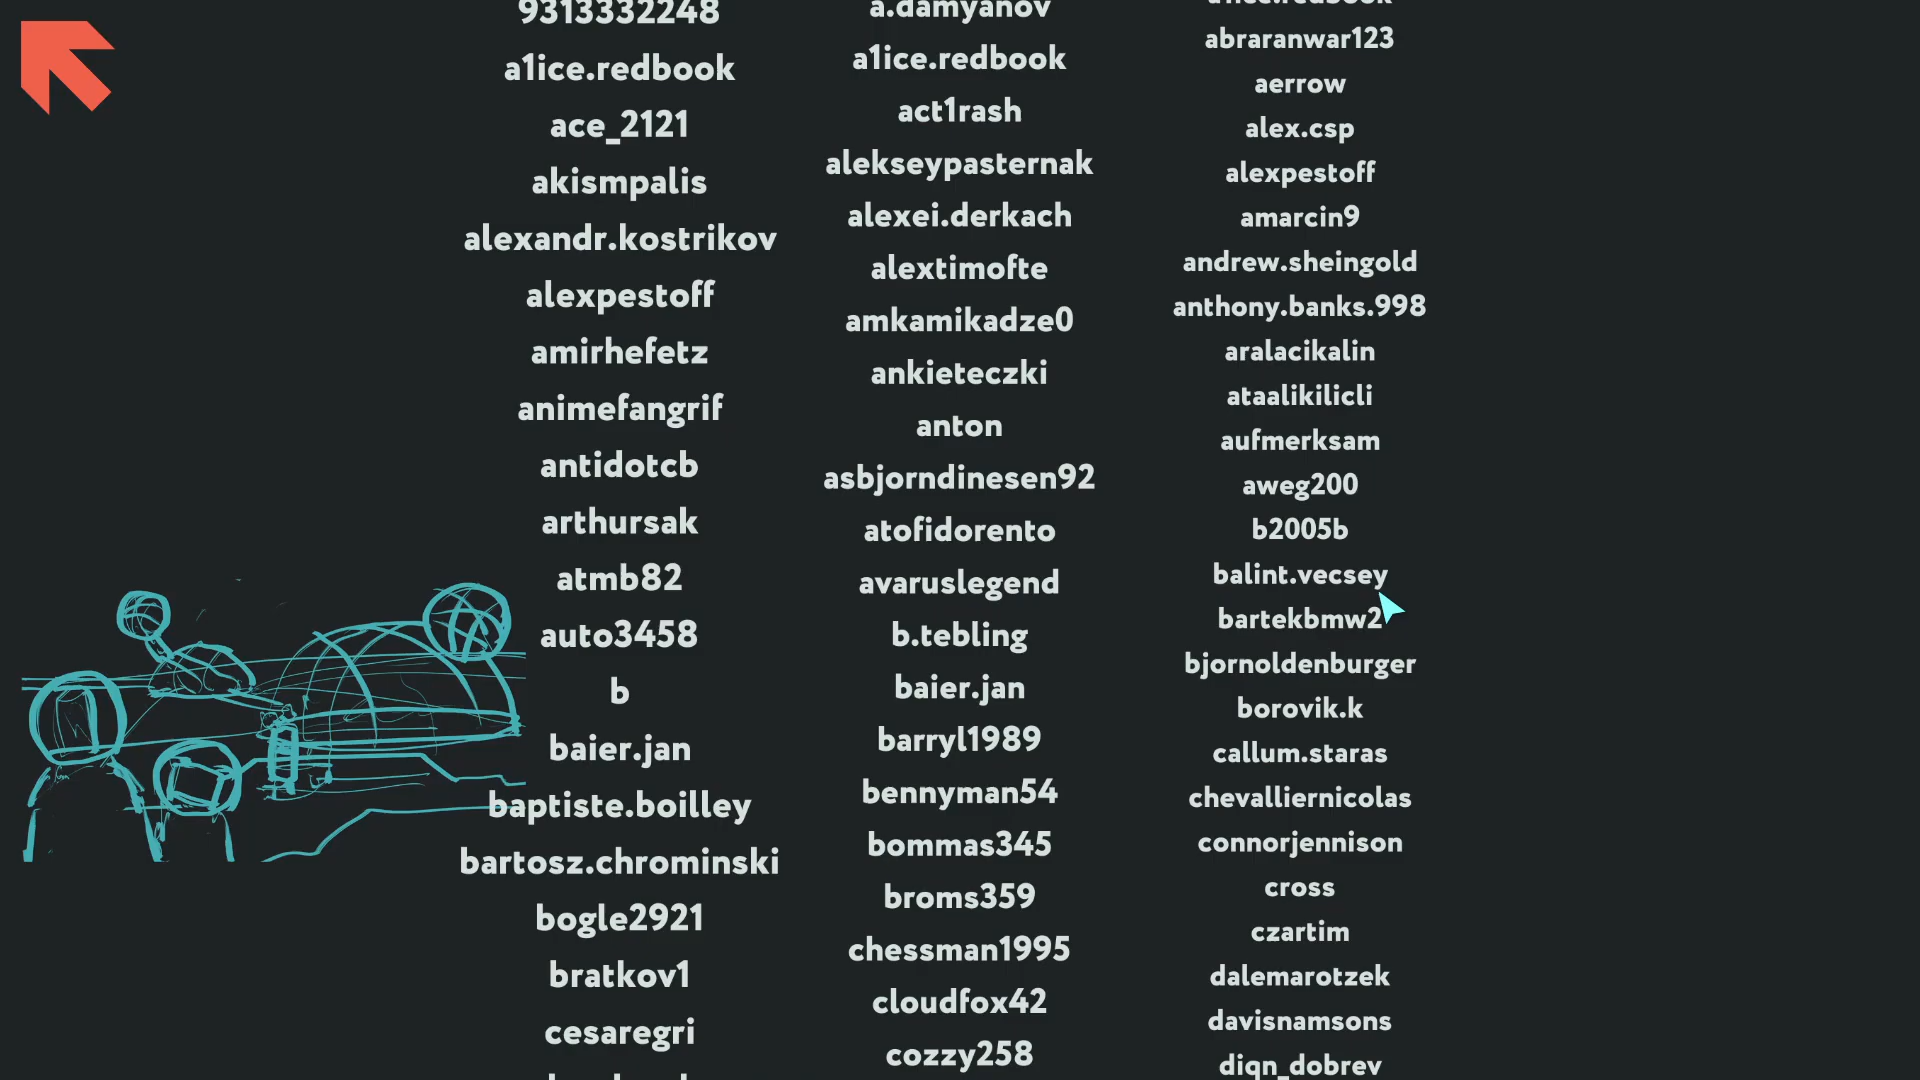 9313332248
a1ice.redbook
ace_2121
akismpalis
alexandr.kostrikov
alexpestoff
amirhefetz
animefangrif
antidotcb
arthursak
atmb82
auto3458
b
baier.jan
baptiste.boilley
bartosz.chrominski
bogle2921
bratkov1
cesaregri
a.damyanov
a1ice.redbook
act1rash
alekseypasternak
alexei.derkach
alextimofte
amkamikadze0
ankieteczki
anton
asbjorndinesen92
atofidorento
avaruslegend
b.tebling
baier.jan
barryl1989
bennyman54
bommas345
broms359
chessman1995
cloudfox42
cozzy258
a1ice.redbook
abraranwar123
aerrow
alex.csp
alexpestoff
amarcin9
andrew.sheingold
anthony.banks.998
aralacikalin
ataalikilicli
aufmerksam
aweg200
b2005b
balint.vecsey
bartekbmw2
bjornoldenburger
borovik.k
callum.staras
chevalliernicolas
connorjennison
cross
czartim
dalemarotzek
davisnamsons
diqn_dobrev